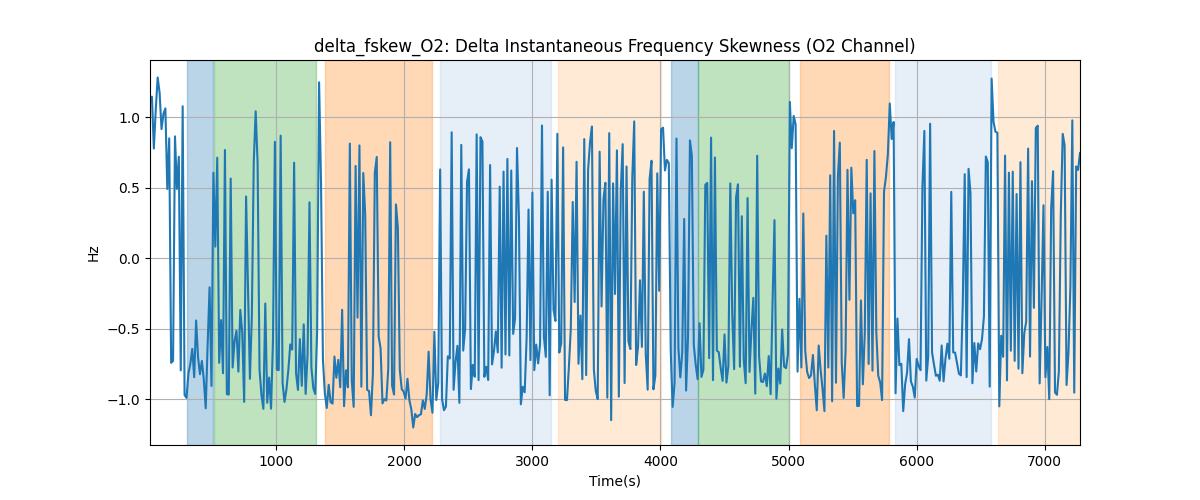 delta_fskew_O2: Delta Instantaneous Frequency Skewness (O2 Channel)
Hz
1.0
0.5
0.0
−0.5
−1.0
1000 2000 3000 4000 5000 6000 7000
Time(s)